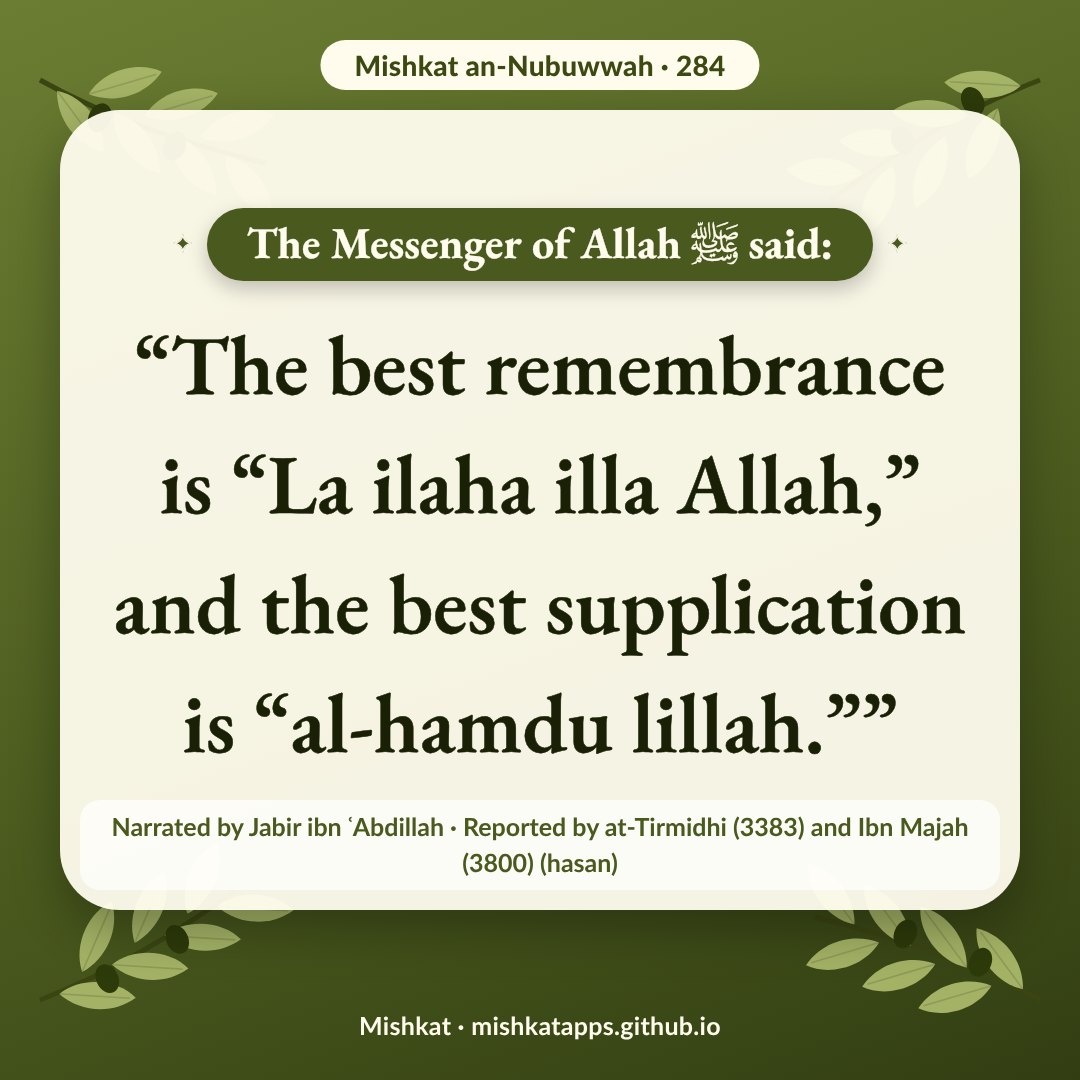 Mishkat an-Nubuwwah · 284
The Messenger of Allah ﷺ said:
“The best remembrance
is “La ilaha illa Allah,”
and the best supplication
is “al-hamdu lillah.””
Narrated by Jabir ibn ʿAbdillah · Reported by at-Tirmidhi (3383) and Ibn Majah
(3800) (hasan)
Mishkat · mishkatapps.github.io